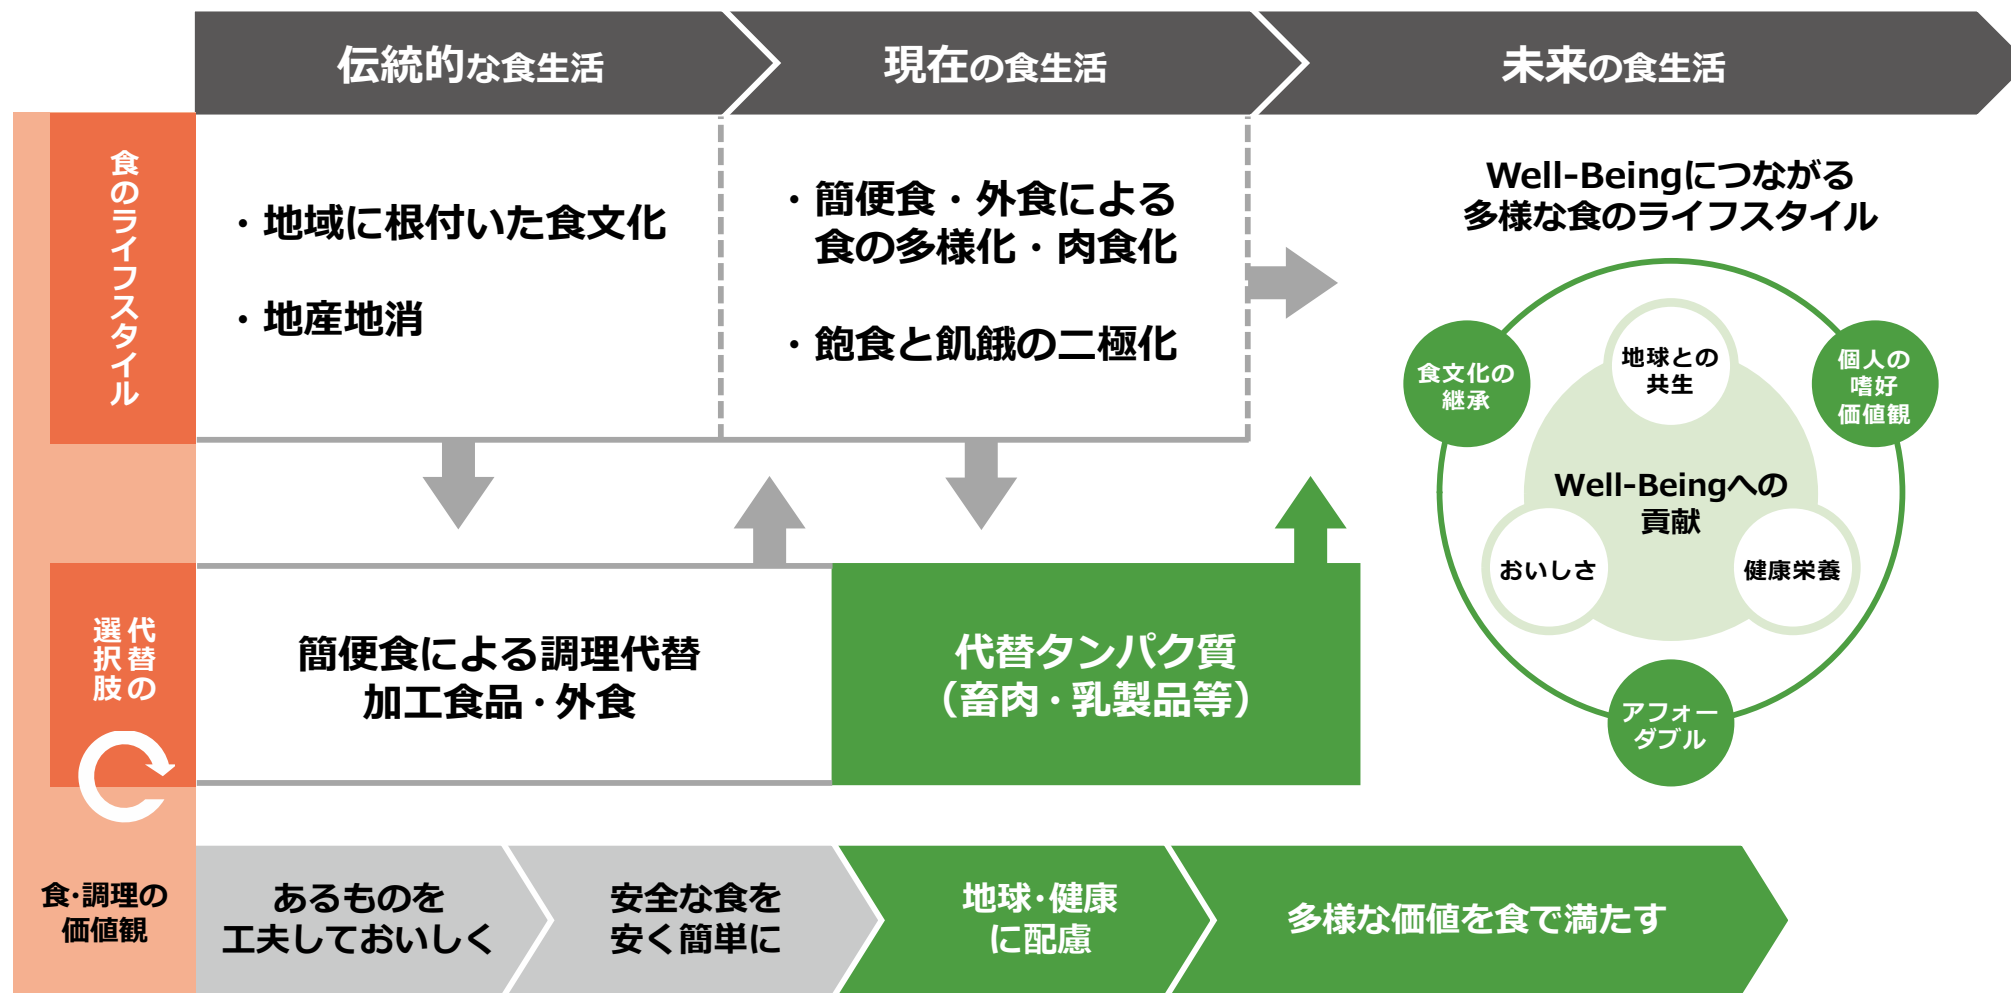 伝統的な食生活
現在の食生活
未来の食生活
食のライフスタイル
・地域に根付いた食文化
・地産地消
・簡便食・外食による
食の多様化・肉食化
・飽食と飢餓の二極化
Well-Beingにつながる
多様な食のライフスタイル
食文化の
継承
地球との
共生
個人の
嗜好
価値観
Well-Beingへの
貢献
おいしさ
健康栄養
アフォー
ダブル
代替の
選択肢
簡便食による調理代替
加工食品・外食
代替タンパク質
（畜肉・乳製品等）
食・調理の
価値観
あるものを
工夫しておいしく
安全な食を
安く簡単に
地球・健康
に配慮
多様な価値を食で満たす